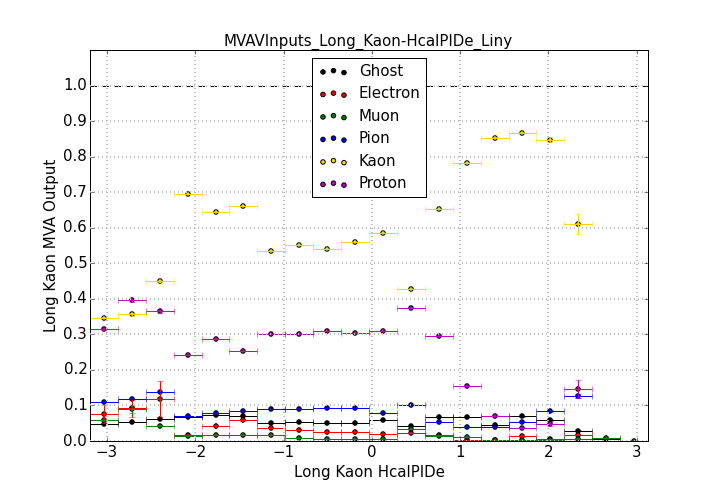 MVAVInputs_Long_Kaon-HcalPIDe_Liny
Ghost
Electron
Muon
Pion
Kaon
Proton
1.0
0.9
0.8
0.7
0.6
0.5
0.4
0.3
0.2
0.1
0.0
Long Kaon MVA Output
−3 −2 −1 0 1 2 3
Long Kaon HcalPIDe